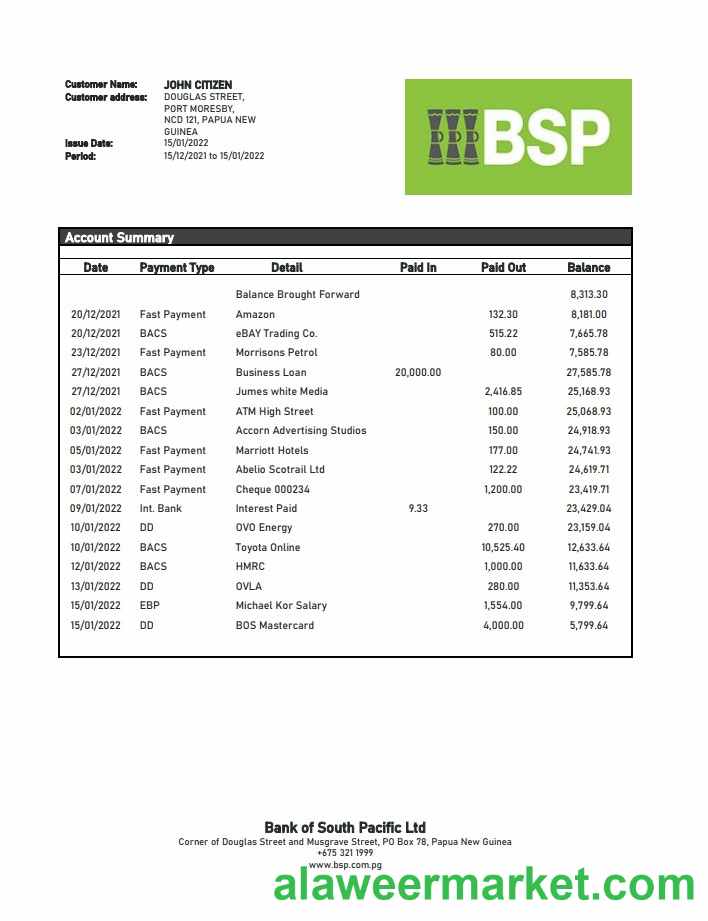 Customer Name: JOHN CITIZEN
Customer address: DOUGLAS STREET,
PORT MORESBY,
NCD 121, PAPUA NEW
GUINEA
Issue Date: 15/01/2022
Period: 15/12/2021 to 15/01/2022
BSP
Account Summary
Date Payment Type Detail Paid In Paid Out Balance
Balance Brought Forward 8,313.30
20/12/2021 Fast Payment Amazon 132.30 8,181.00
20/12/2021 BACS eBAY Trading Co. 515.22 7,665.78
23/12/2021 Fast Payment Morrisons Petrol 80.00 7,585.78
27/12/2021 BACS Business Loan 20,000.00 27,585.78
27/12/2021 BACS Jumes white Media 2,416.85 25,168.93
02/01/2022 Fast Payment ATM High Street 100.00 25,068.93
03/01/2022 BACS Accorn Advertising Studios 150.00 24,918.93
05/01/2022 Fast Payment Marriott Hotels 177.00 24,741.93
03/01/2022 Fast Payment Abelio Scotrail Ltd 122.22 24,619.71
07/01/2022 Fast Payment Cheque 000234 1,200.00 23,419.71
09/01/2022 Int. Bank Interest Paid 9.33 23,429.04
10/01/2022 DD OVO Energy 270.00 23,159.04
10/01/2022 BACS Toyota Online 10,525.40 12,633.64
12/01/2022 BACS HMRC 1,000.00 11,633.64
13/01/2022 DD OVLA 280.00 11,353.64
15/01/2022 EBP Michael Kor Salary 1,554.00 9,799.64
15/01/2022 DD BOS Mastercard 4,000.00 5,799.64
Bank of South Pacific Ltd
Corner of Douglas Street and Musgrave Street, PO Box 78, Papua New Guinea
+675 321 1999
www.bsp.com.pg
alaweermarket.com